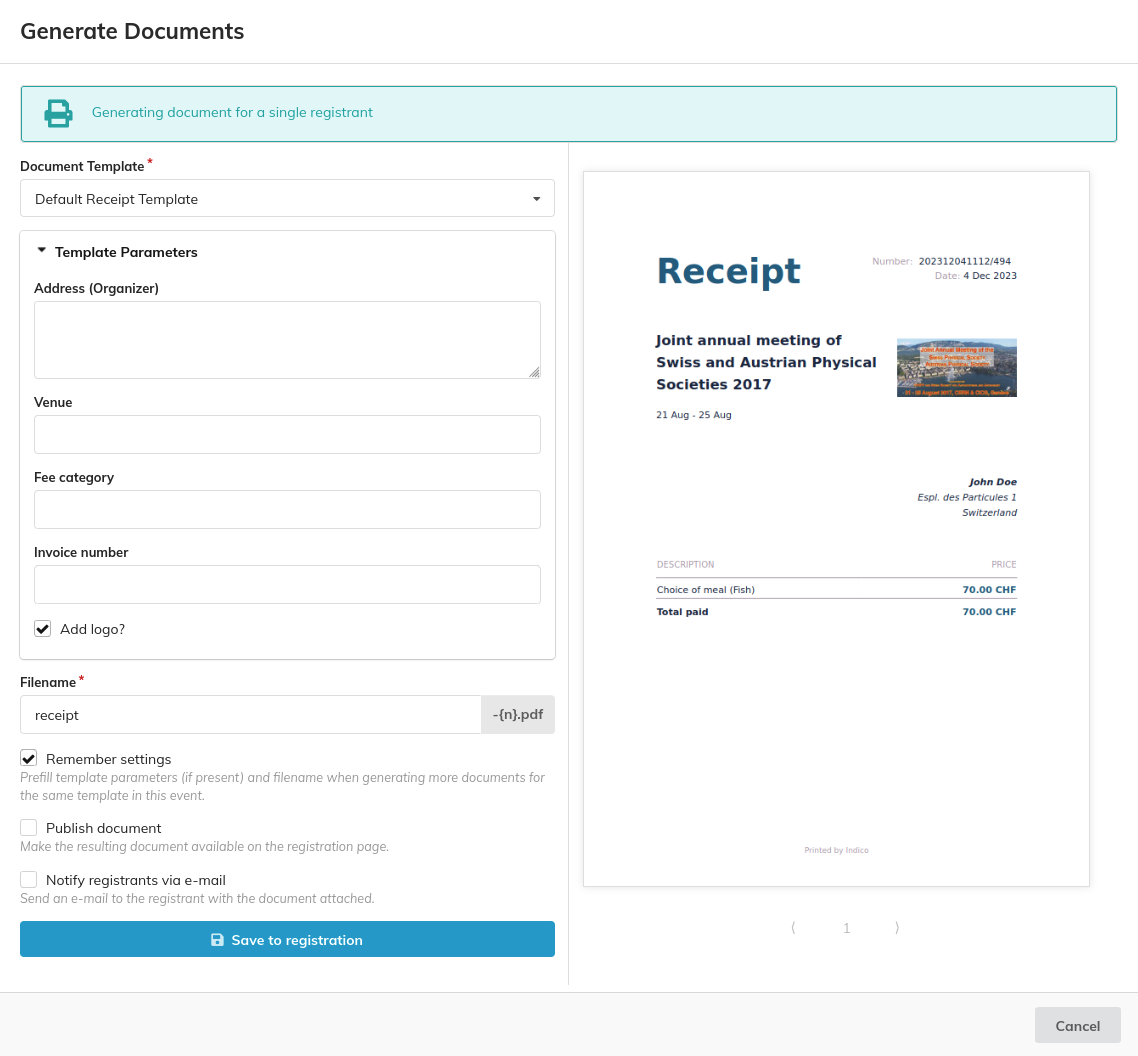 Generate Documents
Generating document for a single registrant
Document Template *
Default Receipt Template
Template Parameters
Address (Organizer)
Venue
Fee category
Invoice number
Add logo?
Filename *
receipt
-{n}.pdf
Remember settings
Prefill template parameters (if present) and filename when generating more documents for
the same template in this event.
Publish document
Make the resulting document available on the registration page.
Notify registrants via e-mail
Send an e-mail to the registrant with the document attached.
Save to registration
Receipt
Number: 202312041112/494
Date: 4 Dec 2023
Joint annual meeting of
Swiss and Austrian Physical
Societies 2017
Joint Annual Meeting of the
21 Aug - 25 Aug
John Doe
Espl. des Particules 1
Switzerland
DESCRIPTION PRICE
Choice of meal (Fish) 70.00 CHF
Total paid 70.00 CHF
Printed by Indico
⟨ 1 ⟩
Cancel